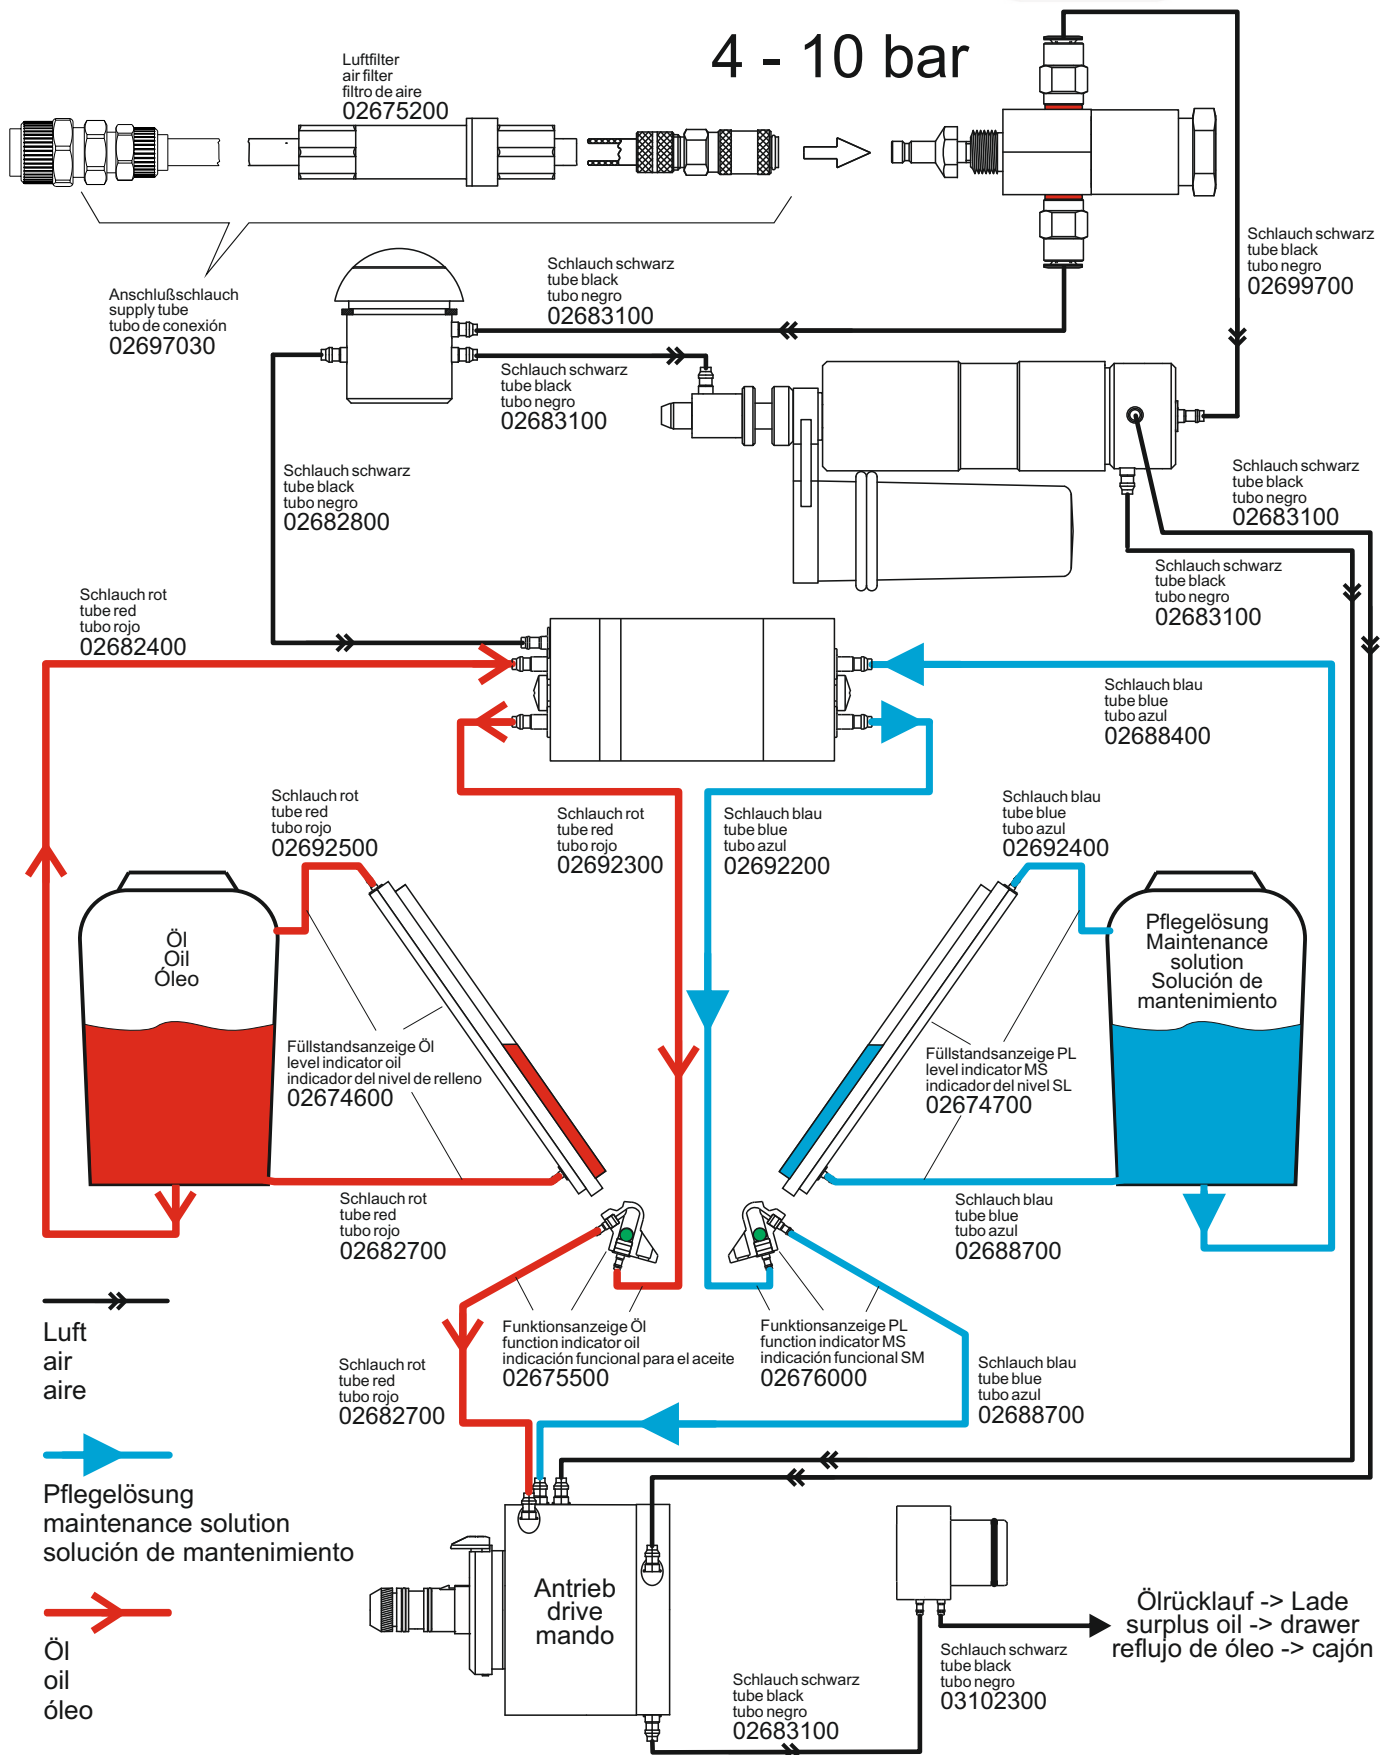 4 - 10 bar
Luftfilter
air filter
filtro de aire
02675200
Schlauch schwarz
tube black
tubo negro
02699700
Anschlußschlauch
supply tube
tubo de conexión
02697030
Schlauch schwarz
tube black
tubo negro
02683100
Schlauch schwarz
tube black
tubo negro
02683100
Schlauch schwarz
tube black
tubo negro
02682800
Schlauch schwarz
tube black
tubo negro
02683100
Schlauch schwarz
tube black
tubo negro
02683100
Schlauch rot
tube red
tubo rojo
02682400
Schlauch blau
tube blue
tubo azul
02688400
Schlauch rot
tube red
tubo rojo
02692500
Schlauch rot
tube red
tubo rojo
02692300
Schlauch blau
tube blue
tubo azul
02692200
Schlauch blau
tube blue
tubo azul
02692400
Öl
Oil
Óleo
Pflegelösung
Maintenance
solution
Solución de
mantenimiento
Füllstandsanzeige Öl
level indicator oil
indicador del nivel de relleno
02674600
Füllstandsanzeige PL
level indicator MS
indicador del nivel SL
02674700
Schlauch rot
tube red
tubo rojo
02682700
Schlauch blau
tube blue
tubo azul
02688700
Funktionsanzeige Öl
function indicator oil
indicación funcional para el aceite
02675500
Funktionsanzeige PL
function indicator MS
indicación funcional SM
02676000
Schlauch rot
tube red
tubo rojo
02682700
Schlauch blau
tube blue
tubo azul
02688700
Luft
air
aire
Pflegelösung
maintenance solution
solución de mantenimiento
Öl
oil
óleo
Antrieb
drive
mando
Schlauch schwarz
tube black
tubo negro
02683100
Schlauch schwarz
tube black
tubo negro
03102300
Ölrücklauf -> Lade
surplus oil -> drawer
reflujo de óleo -> cajón